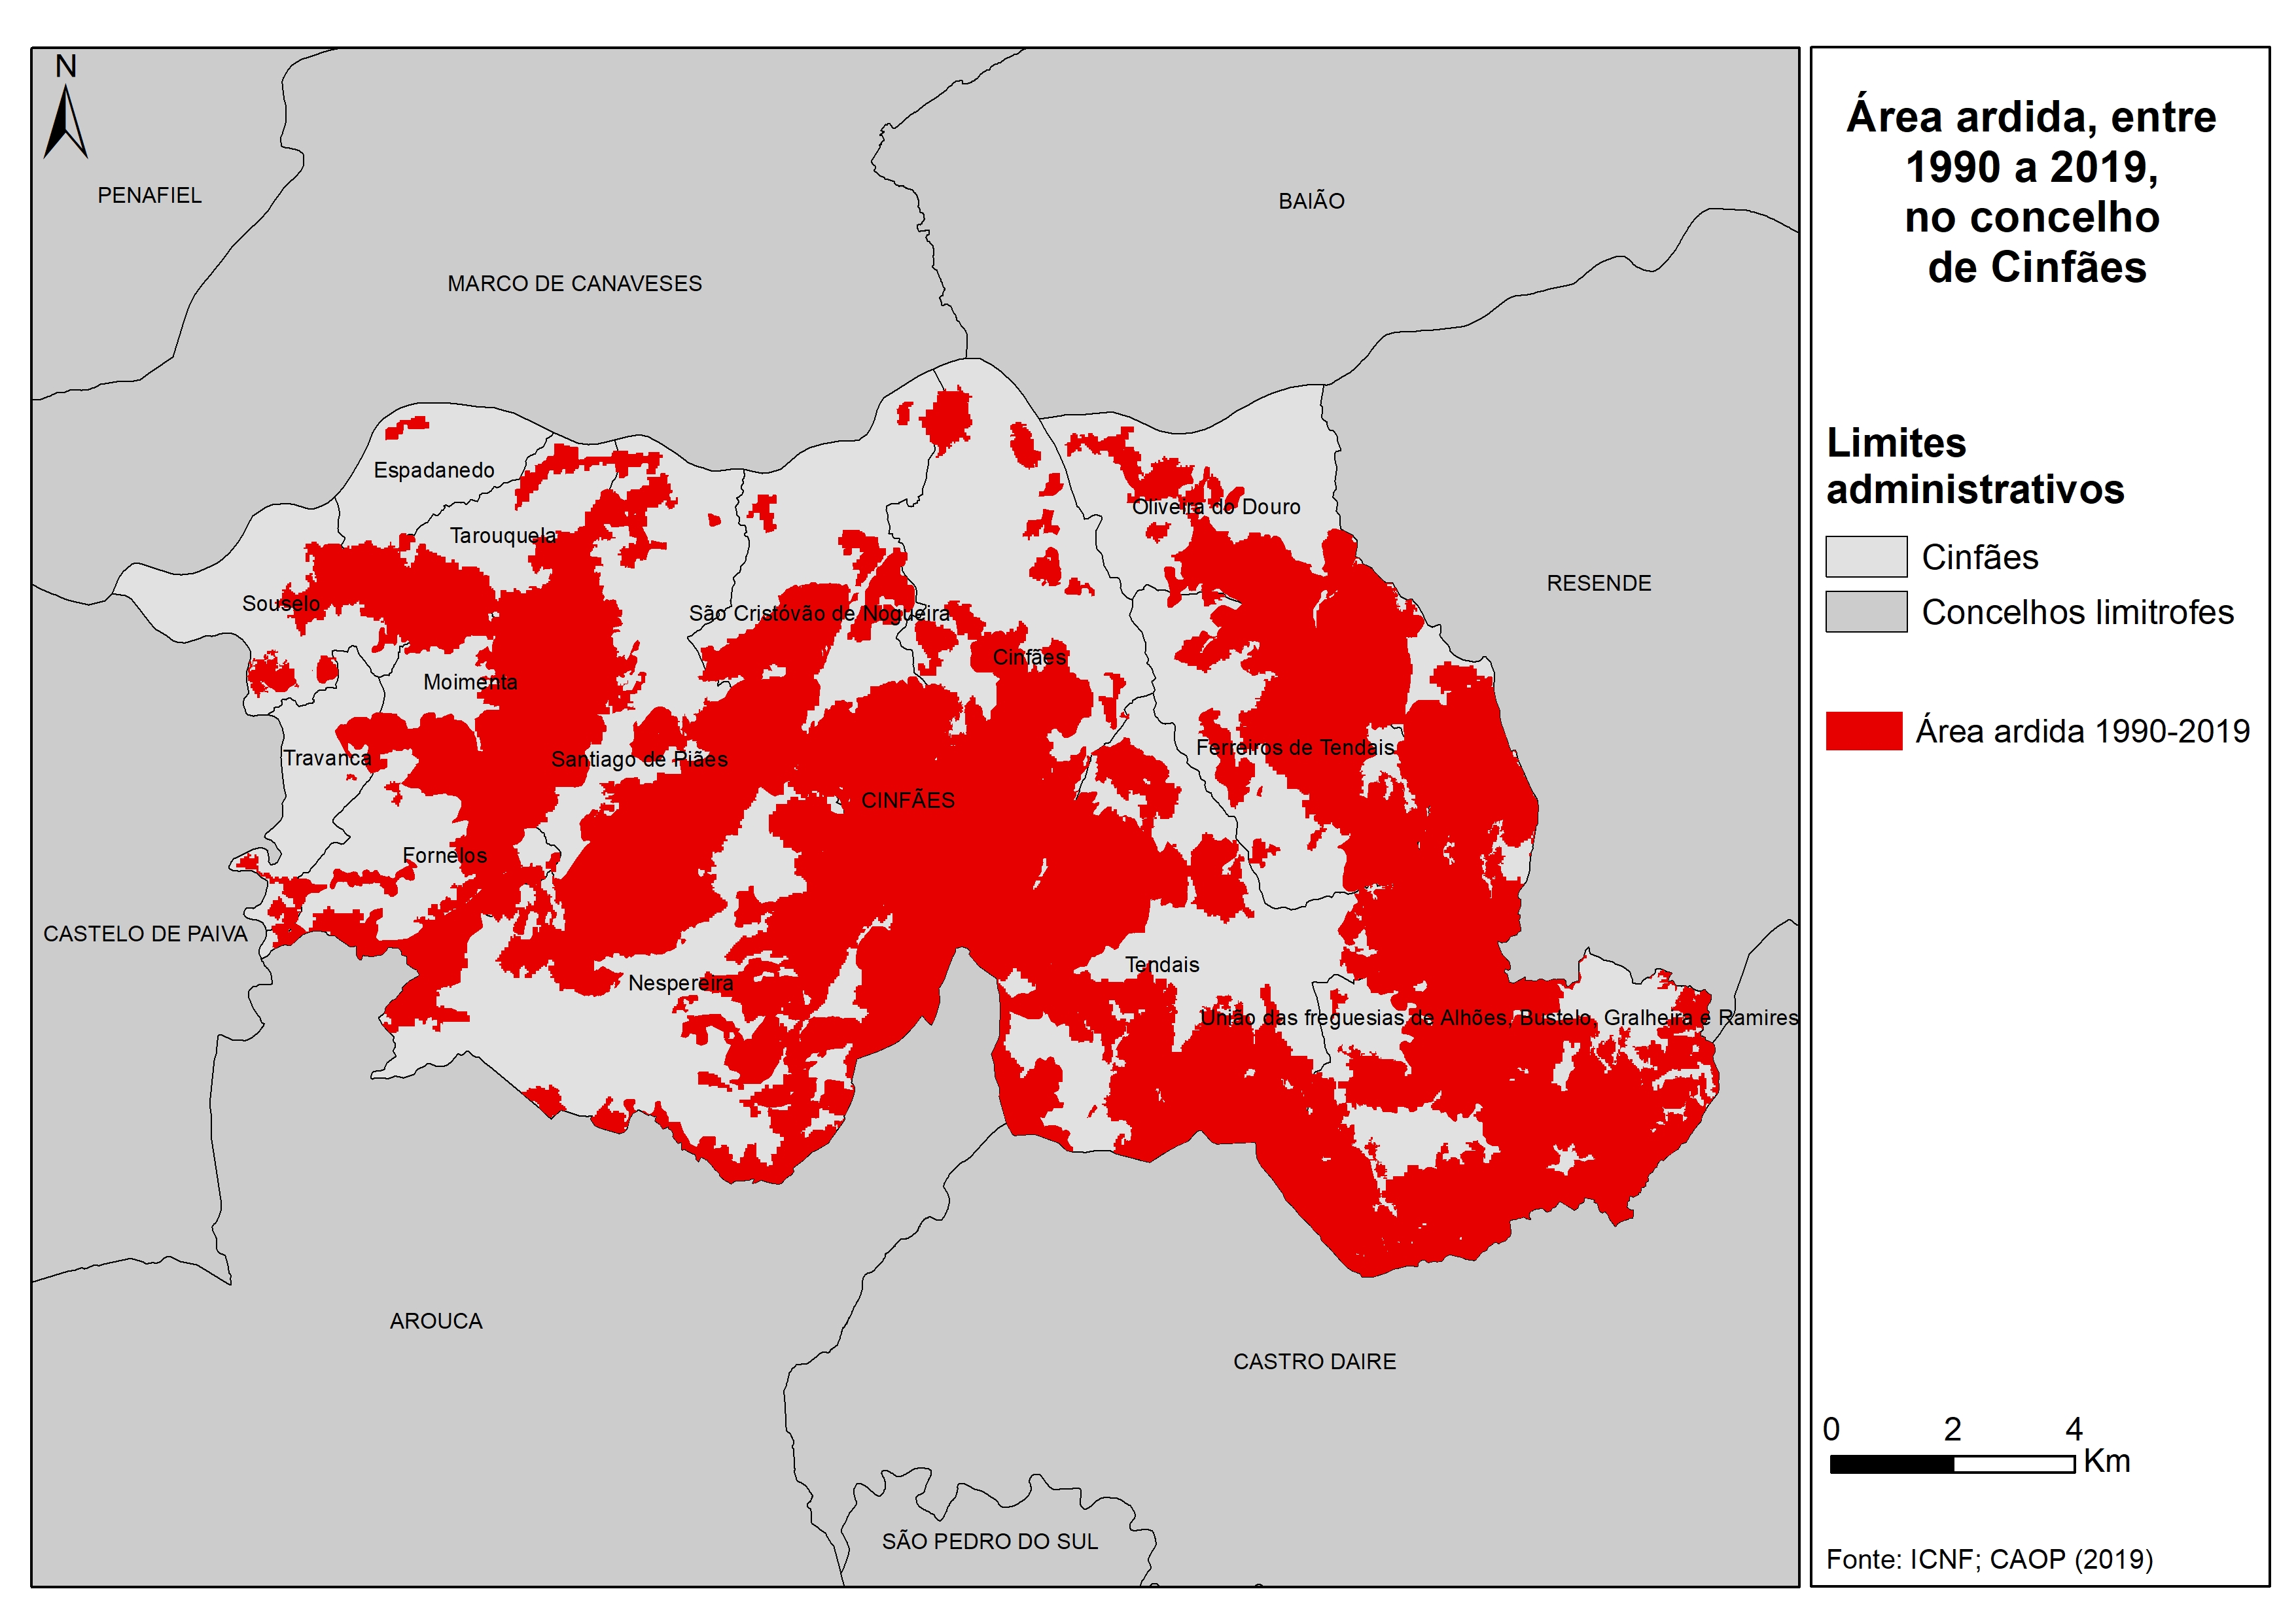 N
PENAFIEL
BAIÃO
MARCO DE CANAVESES
Espadanedo
Oliveira do Douro
Tarouquela
RESENDE
Souselo
São Cristóvão de Nogueira
Cinfães
Moimenta
Ferreiros de Tendais
Travanca
Santiago de Piães
CINFÃES
Fornelos
CASTELO DE PAIVA
Tendais
Nespereira
União das freguesias de Alhões, Bustelo, Gralheira e Ramires
AROUCA
CASTRO DAIRE
SÃO PEDRO DO SUL
Área ardida, entre
1990 a 2019,
no concelho
de Cinfães
Limites
administrativos
Cinfães
Concelhos limitrofes
Área ardida 1990-2019
0 2 4
Km
Fonte: ICNF; CAOP (2019)